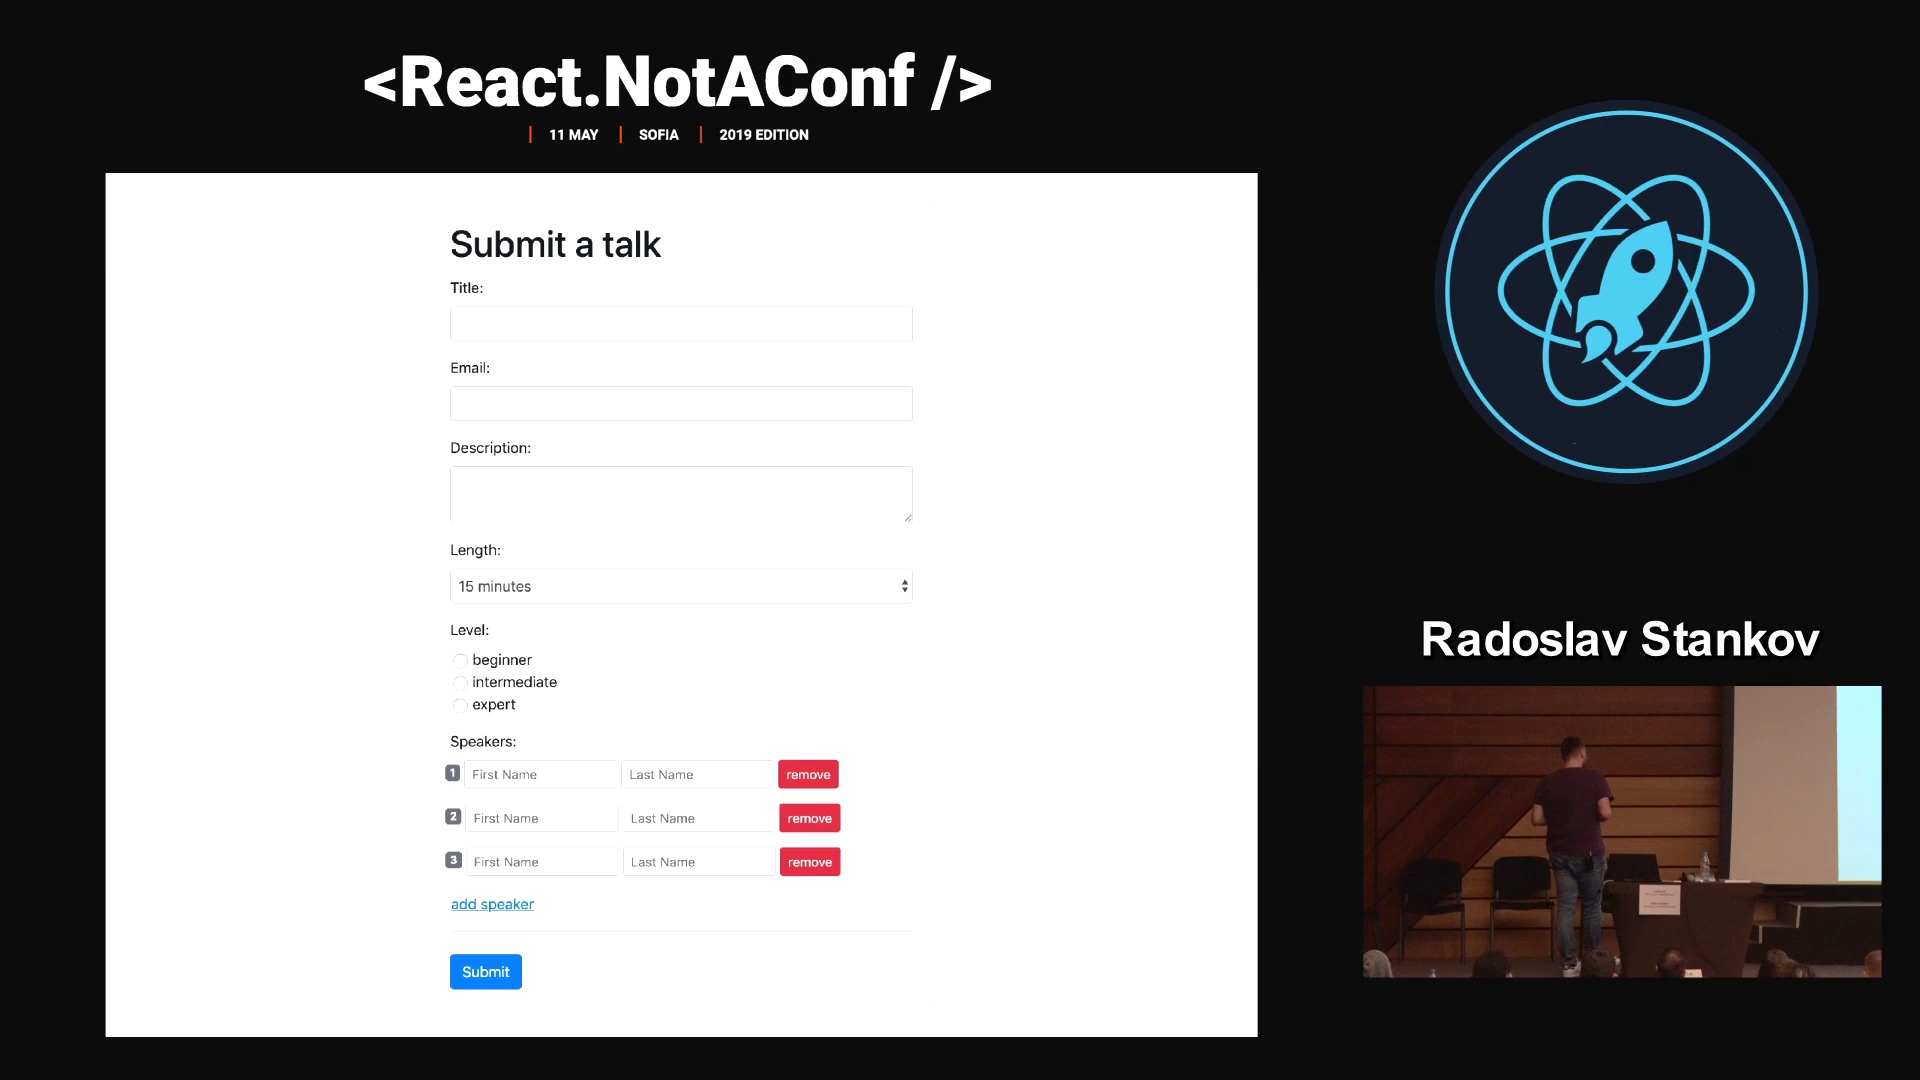 <React.NotAConf />
11 MAY | SOFIA | 2019 EDITION
Submit a talk
Title:
Email:
Description:
Length:
15 minutes
Level:
beginner
intermediate
expert
Speakers:
1 First Name Last Name remove
2 First Name Last Name remove
3 First Name Last Name remove
add speaker
Submit
Radoslav Stankov